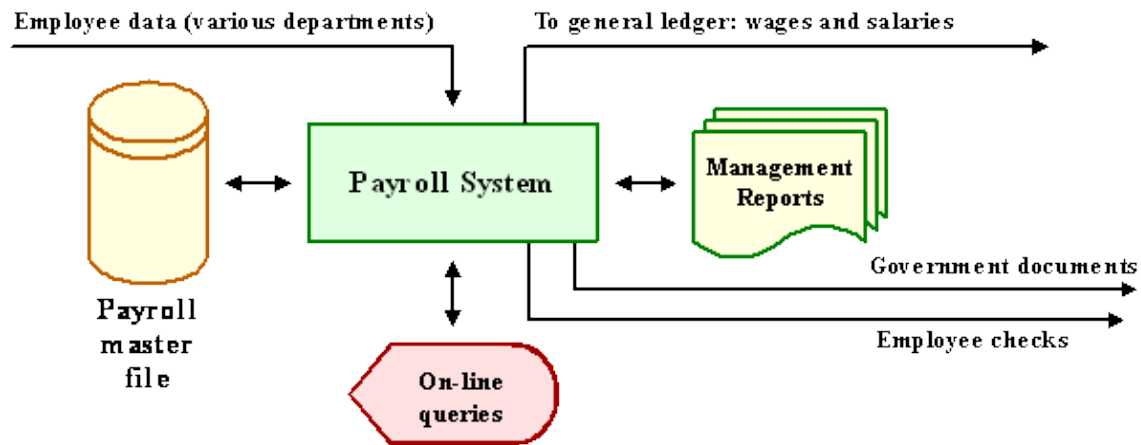 Employee data (various departments)
To general ledger: wages and salaries
Payroll System
Management
Reports
Government documents
Employee checks
Payroll
master
file
On-line
queries